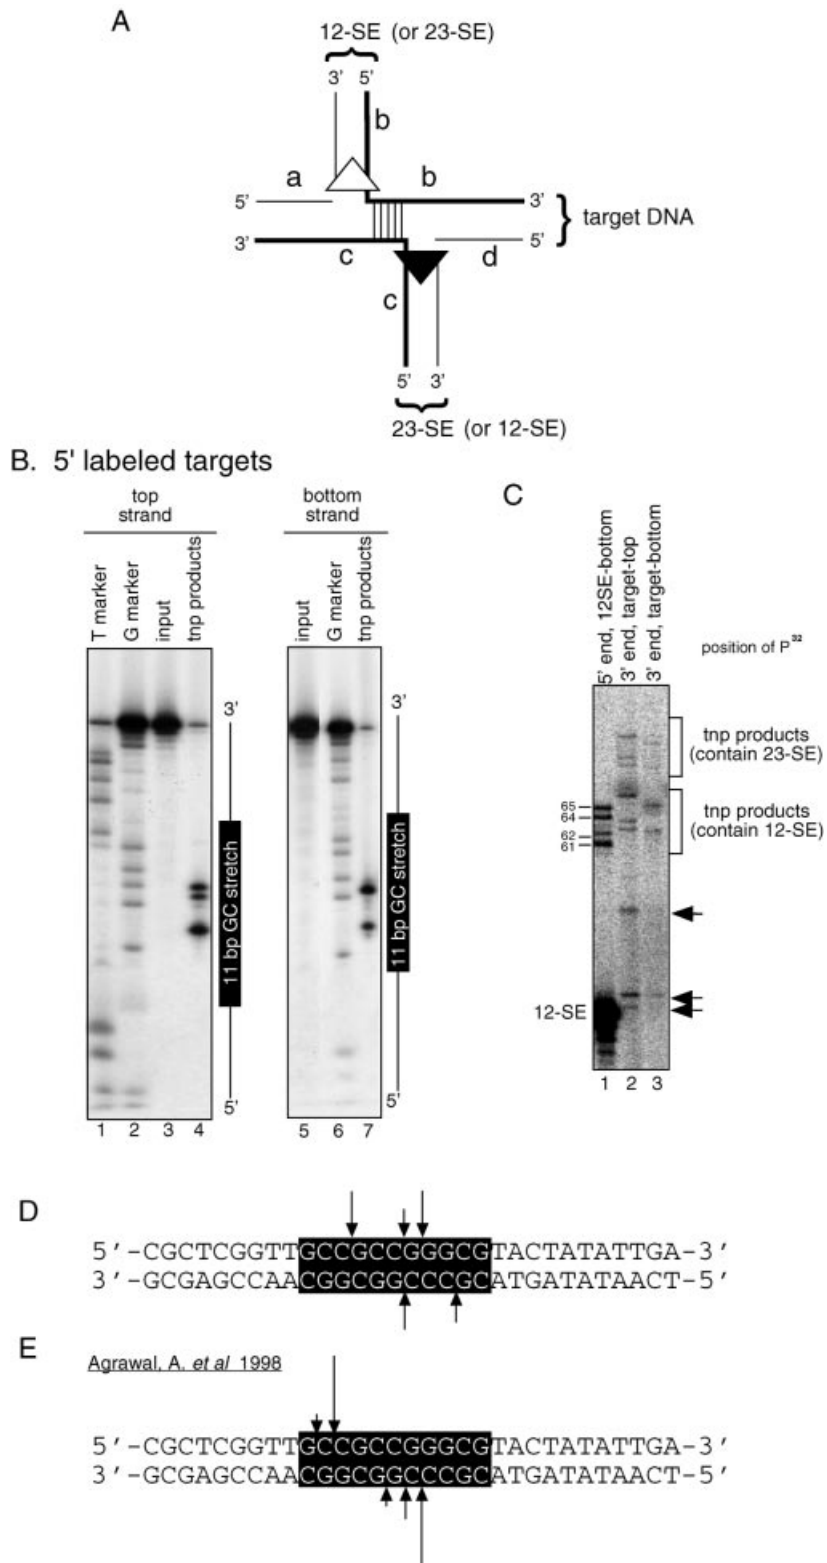 A
12-SE (or 23-SE)
3' 5'
b
a b
5' 3'
target DNA
3' 5'
c d
c
5' 3'
23-SE (or 12-SE)
B. 5' labeled targets
top strand
bottom strand
T marker
G marker
input
tnp products
input
G marker
tnp products
3'
11 bp GC stretch
5'
3'
11 bp GC stretch
5'
1 2 3 4
5 6 7
C
5' end, 12SE-bottom
3' end, target-top
3' end, target-bottom
position of P32
tnp products
(contain 23-SE)
65
64
62
61
tnp products
(contain 12-SE)
12-SE
1 2 3
D
5'-CGCTCGGTTGCCGCCGGGCGTACTATATTGA-3'
3'-GCGAGCCAACGGCGGCCCGCATGATATAACT-5'
E
Agrawal, A. et al 1998
5'-CGCTCGGTTGCCGCCGGGCGTACTATATTGA-3'
3'-GCGAGCCAACGGCGGCCCGCATGATATAACT-5'